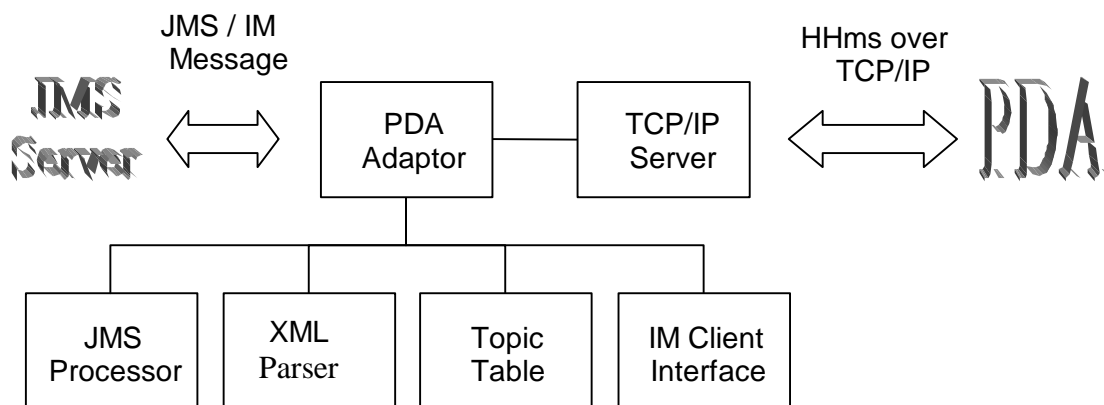 JMS / IM
Message
HHms over
TCP/IP
JMS
Server
PDA
Adaptor
TCP/IP
Server
PDA
JMS
Processor
XML
Parser
Topic
Table
IM Client
Interface